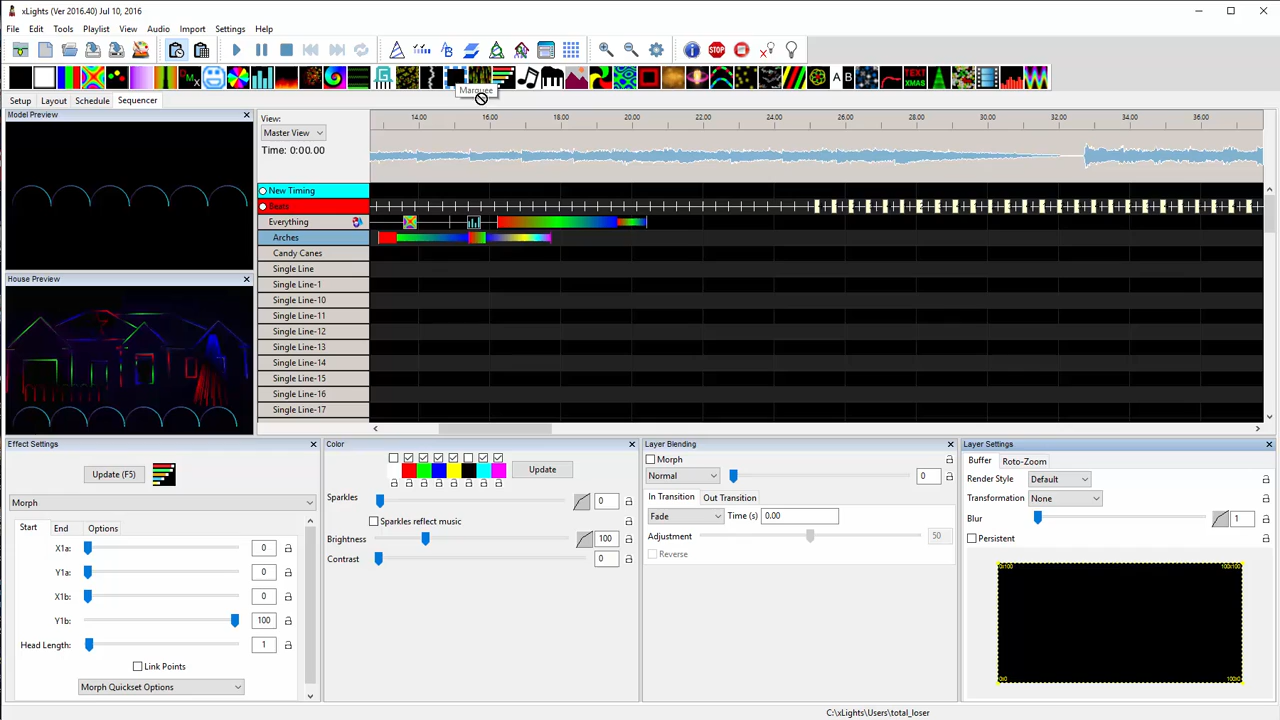 xLights (Ver 2016.40) Jul 10, 2016
File Edit Tools Playlist View Audio Import Settings Help
TEXT XMAS
A B
Marquee
Setup Layout Schedule Sequencer
Model Preview
View:
Master View
Time: 0:00.00
14.00 16.00 18.00 20.00 22.00 24.00 26.00 28.00 30.00 32.00 34.00 36.00
New Timing
Beats
Everything
Arches
Candy Canes
Single Line
Single Line-1
Single Line-10
Single Line-11
Single Line-12
Single Line-13
Single Line-14
Single Line-15
Single Line-16
Single Line-17
House Preview
Effect Settings
Update (F5)
Morph
Start End Options
X1a: 0
Y1a: 0
X1b: 0
Y1b: 100
Head Length: 1
Link Points
Morph Quickset Options
Color
Update
Sparkles 0
Sparkles reflect music
Brightness 100
Contrast 0
Layer Blending
Morph
Normal 0
In Transition Out Transition
Fade Time (s) 0.00
Adjustment 50
Reverse
Layer Settings
Buffer Roto-Zoom
Render Style Default
Transformation None
Blur 1
Persistent
0x100 100x100
0x0 100x0
C:\xLights\Users\total_loser